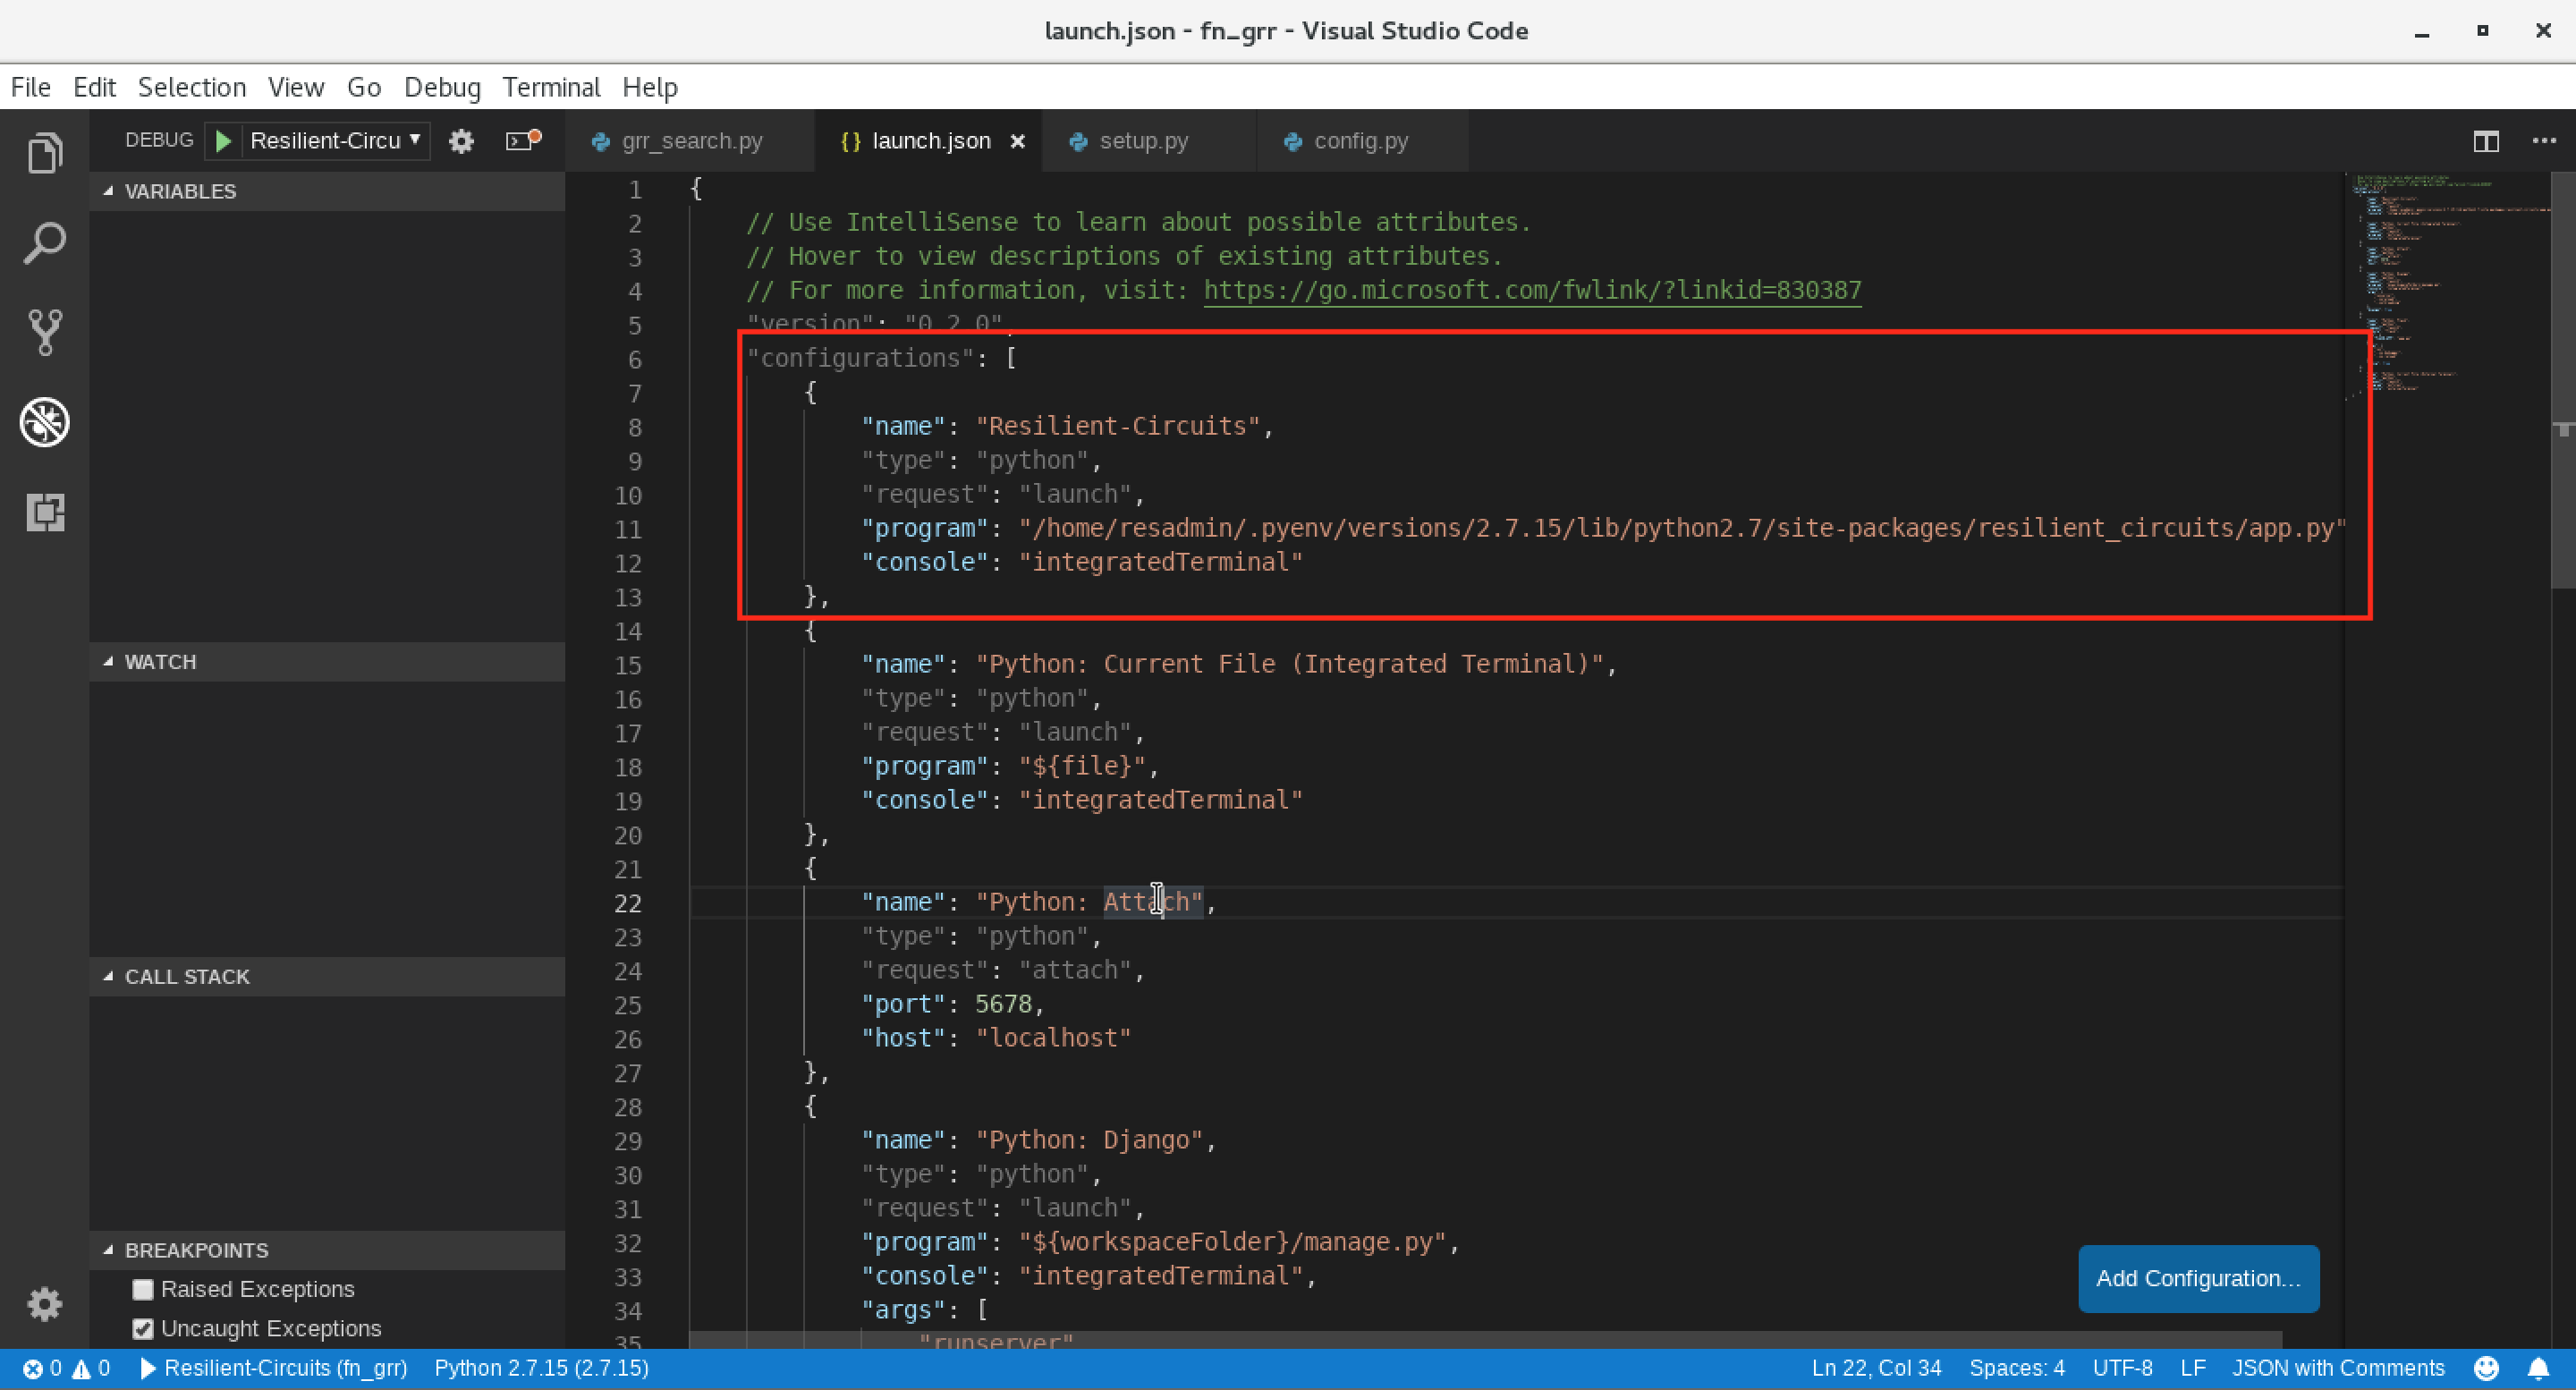 launch.json - fn_grr - Visual Studio Code
File Edit Selection View Go Debug Terminal Help
DEBUG Resilient-Circu
grr_search.py {} launch.json setup.py config.py
VARIABLES
WATCH
CALL STACK
BREAKPOINTS
Raised Exceptions
Uncaught Exceptions
1 {
2 // Use IntelliSense to learn about possible attributes.
3 // Hover to view descriptions of existing attributes.
4 // For more information, visit: https://go.microsoft.com/fwlink/?linkid=830387
5 "version": "0.2.0",
6 "configurations": [
7 {
8 "name": "Resilient-Circuits",
9 "type": "python",
10 "request": "launch",
11 "program": "/home/resadmin/.pyenv/versions/2.7.15/lib/python2.7/site-packages/resilient_circuits/app.py"
12 "console": "integratedTerminal"
13 },
14 {
15 "name": "Python: Current File (Integrated Terminal)",
16 "type": "python",
17 "request": "launch",
18 "program": "${file}",
19 "console": "integratedTerminal"
20 },
21 {
22 "name": "Python: Attach",
23 "type": "python",
24 "request": "attach",
25 "port": 5678,
26 "host": "localhost"
27 },
28 {
29 "name": "Python: Django",
30 "type": "python",
31 "request": "launch",
32 "program": "${workspaceFolder}/manage.py",
33 "console": "integratedTerminal",
34 "args": [
35 "runserver"
Add Configuration...
0 0 Resilient-Circuits (fn_grr) Python 2.7.15 (2.7.15) Ln 22, Col 34 Spaces: 4 UTF-8 LF JSON with Comments